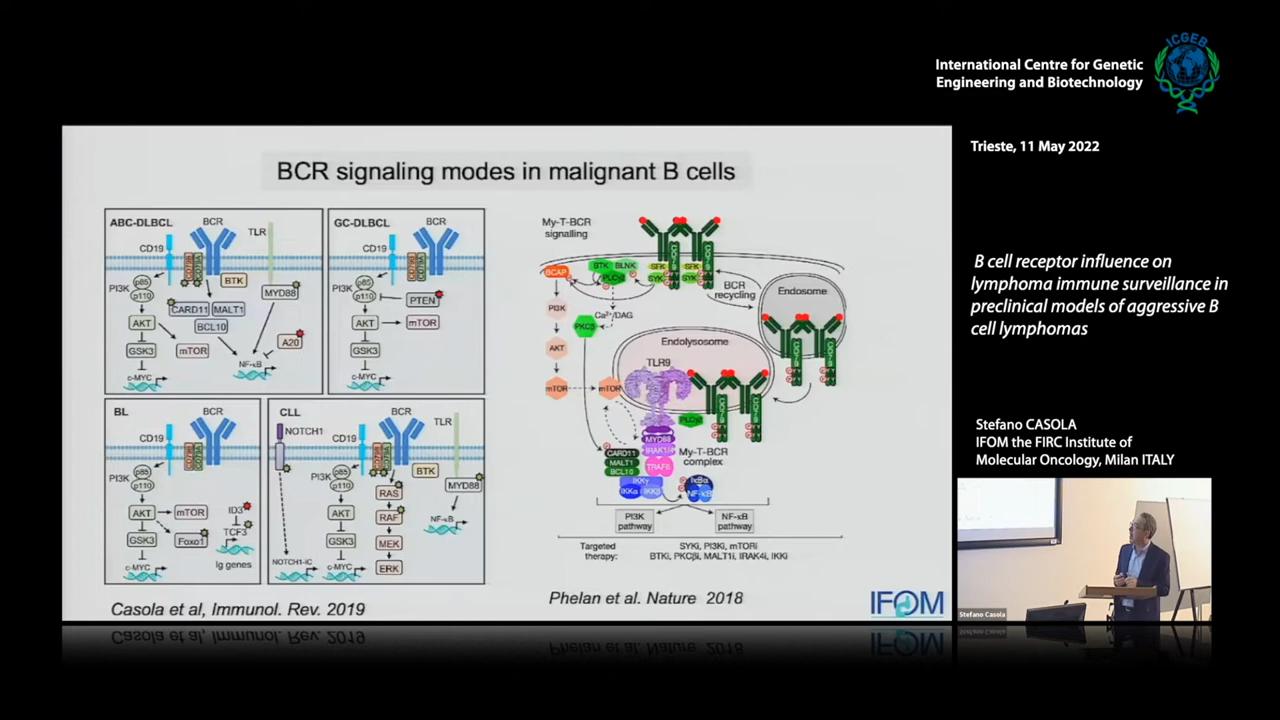 ICGEB
International Centre for Genetic
Engineering and Biotechnology
Trieste, 11 May 2022
B cell receptor influence on
lymphoma immune surveillance in
preclinical models of aggressive B
cell lymphomas
Stefano CASOLA
IFOM the FIRC Institute of
Molecular Oncology, Milan ITALY
Stefano Casola
BCR signaling modes in malignant B cells
ABC-DLBCL
BCR
TLR
CD19
PI3K
p85
p110
BTK
MYD88
CARD11
MALT1
BCL10
AKT
A20
GSK3
mTOR
NF-κB
c-MYC
GC-DLBCL
BCR
CD19
PI3K
p85
p110
PTEN
AKT
mTOR
GSK3
c-MYC
BL
BCR
CD19
PI3K
p85
p110
AKT
mTOR
ID3
GSK3
Foxo1
TCF3
c-MYC
Ig genes
CLL
BCR
TLR
NOTCH1
CD19
PI3K
p85
p110
BTK
MYD88
RAS
AKT
RAF
NF-κB
GSK3
MEK
NOTCH1-IC
c-MYC
ERK
Casola et al, Immunol. Rev. 2019
My-T-BCR
signalling
BCAP
BTK
BLNK
PLCγ2
SFK
SYK
SFK
SYK
BCR
recycling
Endosome
PI3K
Ca²⁺/DAG
PKCβ
AKT
Endolysosome
TLR9
mTOR
mTOR
PLCγ2
MYD88
IRAK1/4
TRAF6
My-T-BCR
complex
CARD11
MALT1
BCL10
IKKγ
IKKα
IKKβ
IκBα
NF-κB
PI3K
pathway
NF-κB
pathway
Targeted
therapy:
SYKi, PI3Ki, mTORi
BTKi, PKCβi, MALT1i, IRAK4i, IKKi
Phelan et al. Nature 2018
IFOM